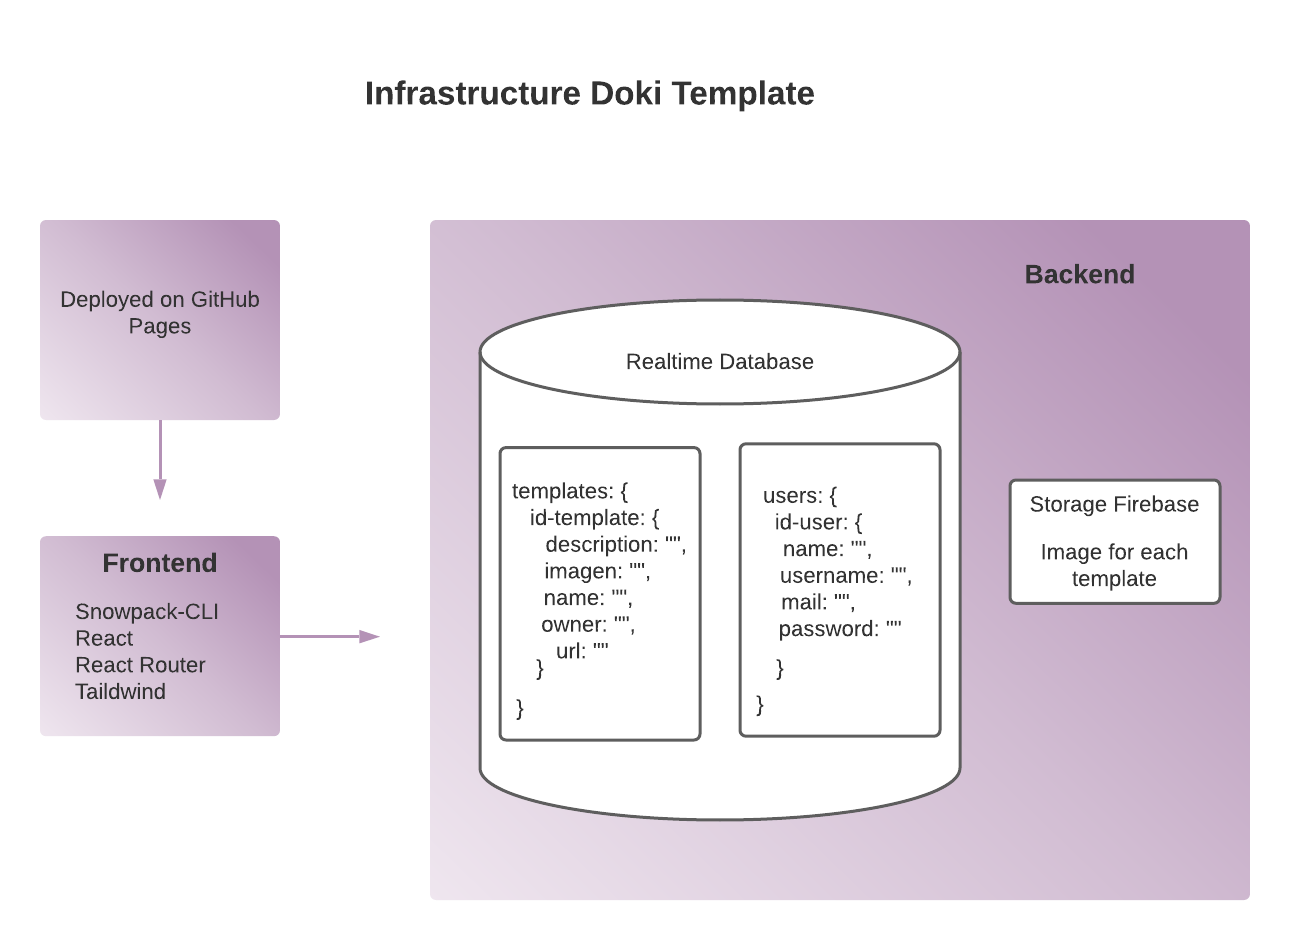 Infrastructure Doki Template
Deployed on GitHub
Pages
Frontend
Snowpack-CLI
React
React Router
Taildwind
Backend
Realtime Database
templates: {
id-template: {
description: "",
imagen: "",
name: "",
owner: "",
url: ""
}
}
users: {
id-user: {
name: "",
username: "",
mail: "",
password: ""
}
}
Storage Firebase
Image for each
template